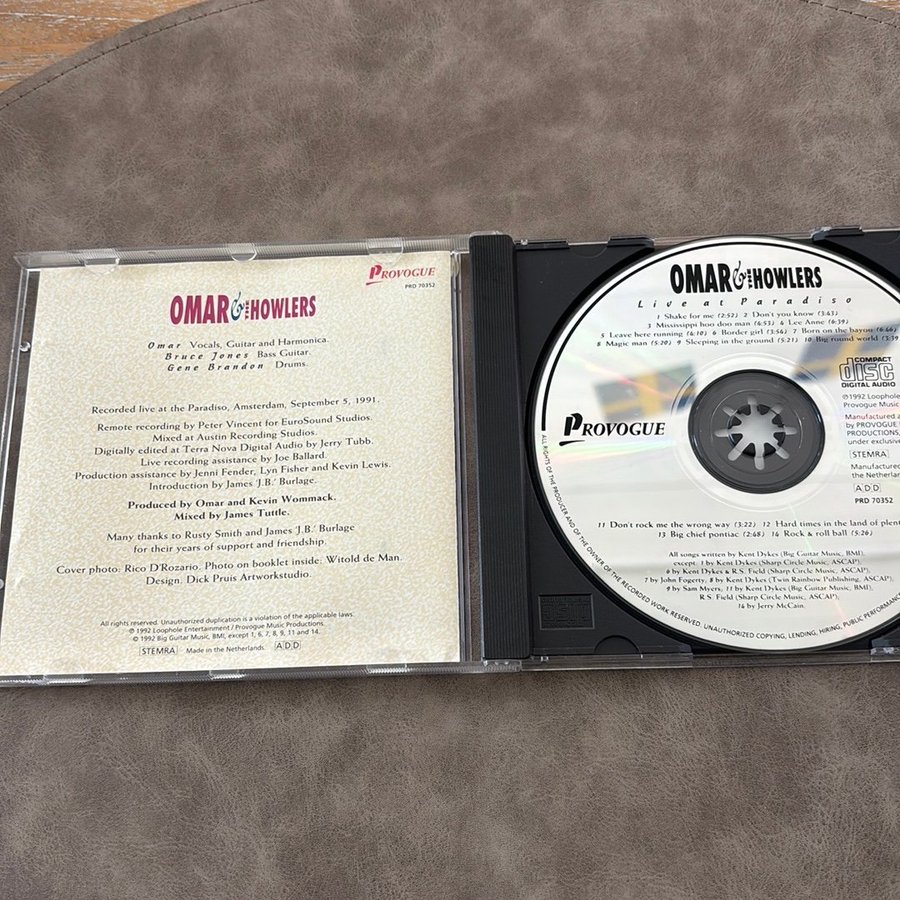 PROVOGUE
PRD 70352
OMAR & THE HOWLERS
Omar Vocals, Guitar and Harmonica.
Bruce Jones Bass Guitar.
Gene Brandon Drums.
Recorded live at the Paradiso, Amsterdam, September 5, 1991.
Remote recording by Peter Vincent for EuroSound Studios.
Mixed at Austin Recording Studios.
Digitally edited at Terra Nova Digital Audio by Jerry Tubb.
Live recording assistance by Joe Ballard.
Production assistance by Jenni Fender, Lyn Fisher and Kevin Lewis.
Introduction by James 'J.B.' Burlage.
Produced by Omar and Kevin Wommack.
Mixed by James Tuttle.
Many thanks to Rusty Smith and James 'J.B.' Burlage
for their years of support and friendship.
Cover photo: Rico D'Rozario. Photo on booklet inside: Witold de Man.
Design. Dick Pruis Artworkstudio.
All rights reserved. Unauthorized duplication is a violation of the applicable laws.
℗ 1992 Loophole Entertainment / Provogue Music Productions.
© 1992 Big Guitar Music, BMI, except 1, 6, 7, 8, 9, 11 and 14.
STEMRA Made in the Netherlands. ADD
OMAR & THE HOWLERS
Live at Paradiso
1 Shake for me (2:52) 2 Don't you know (3:43)
3 Mississippi hoo doo man (4:53) 4 Lee Anne (4:39)
5 Leave here running (4:10) 6 Border girl (3:54) 7 Born on the bayou (6:46)
8 Magic man (5:20) 9 Sleeping in the ground (5:21) 10 Big round world (3:39
COMPACT
disc
DIGITAL AUDIO
℗1992 Loophole
Provogue Music
Manufactured a
by PROVOGUE
PRODUCTIONS,
under exclusive
STEMRA
Manufactured
the Netherlands
ADD
PRD 70352
PROVOGUE
11 Don't rock me the wrong way (3:22) 12 Hard times in the land of plent
13 Big chief pontiac (2:48) 14 Rock & roll ball (5:26)
All songs written by Kent Dykes (Big Guitar Music, BMI),
except: 1 by Kent Dykes (Sharp Circle Music, ASCAP),
6 by Kent Dykes & R.S. Field (Sharp Circle Music, ASCAP),
7 by John Fogerty, 8 by Kent Dykes (Twin Rainbow Publishing, ASCAP),
9 by Sam Myers, 11 by Kent Dykes (Big Guitar Music, BMI),
R.S. Field (Sharp Circle Music, ASCAP),
14 by Jerry McCain.
ALL RIGHTS OF THE PRODUCER AND OF THE OWNER OF THE RECORDED WORK RESERVED. UNAUTHORIZED COPYING, LENDING, HIRING, PUBLIC PERFORMANCE